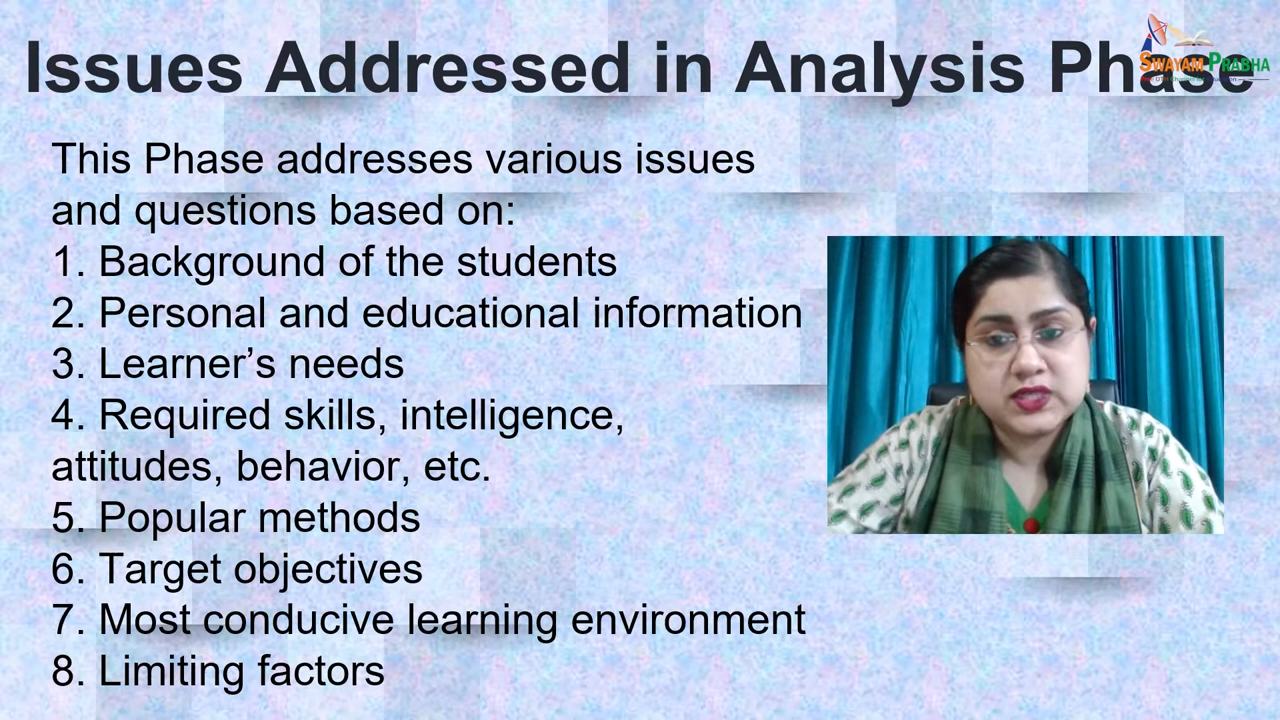 Issues Addressed in Analysis Phase
SWAYAM PRABHA
This Phase addresses various issues
and questions based on:
1. Background of the students
2. Personal and educational information
3. Learner’s needs
4. Required skills, intelligence,
attitudes, behavior, etc.
5. Popular methods
6. Target objectives
7. Most conducive learning environment
8. Limiting factors